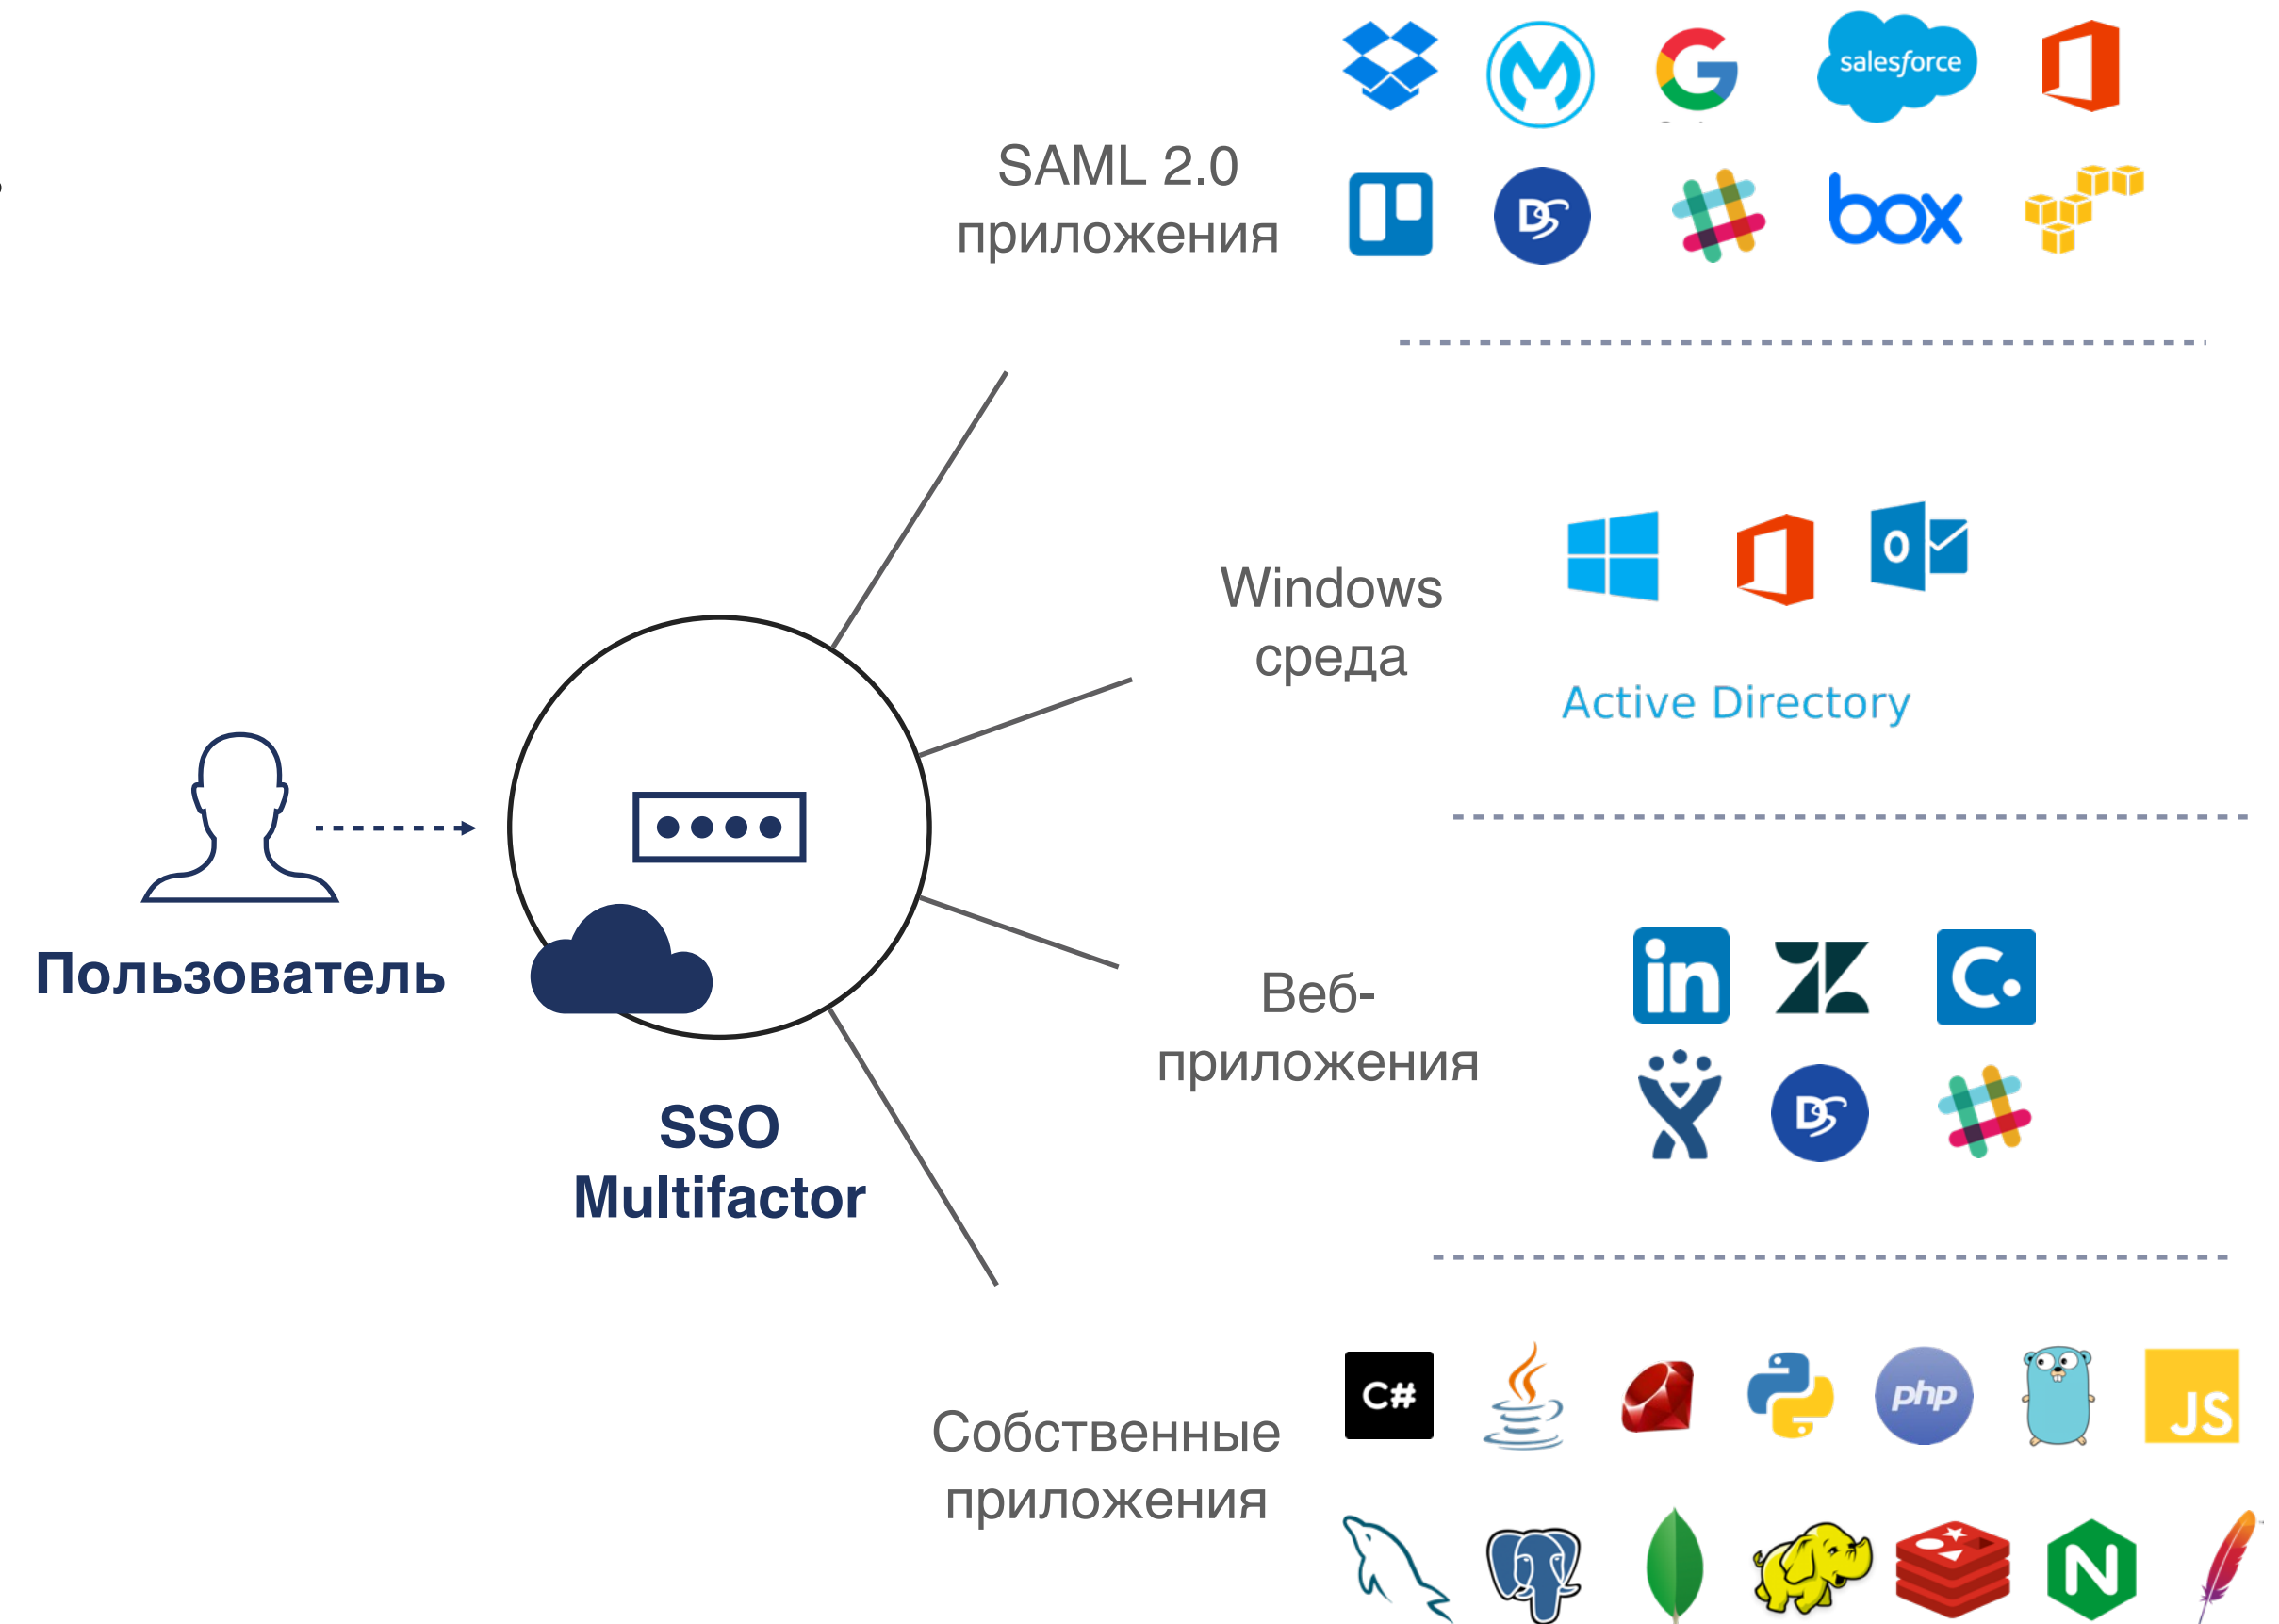 salesforce
SAML 2.0
приложения
box
Windows
среда
Active Directory
Пользователь
SSO
Multifactor
Веб-
приложения
in
C.
DS
Собственные
приложения
C#
php
JS
N